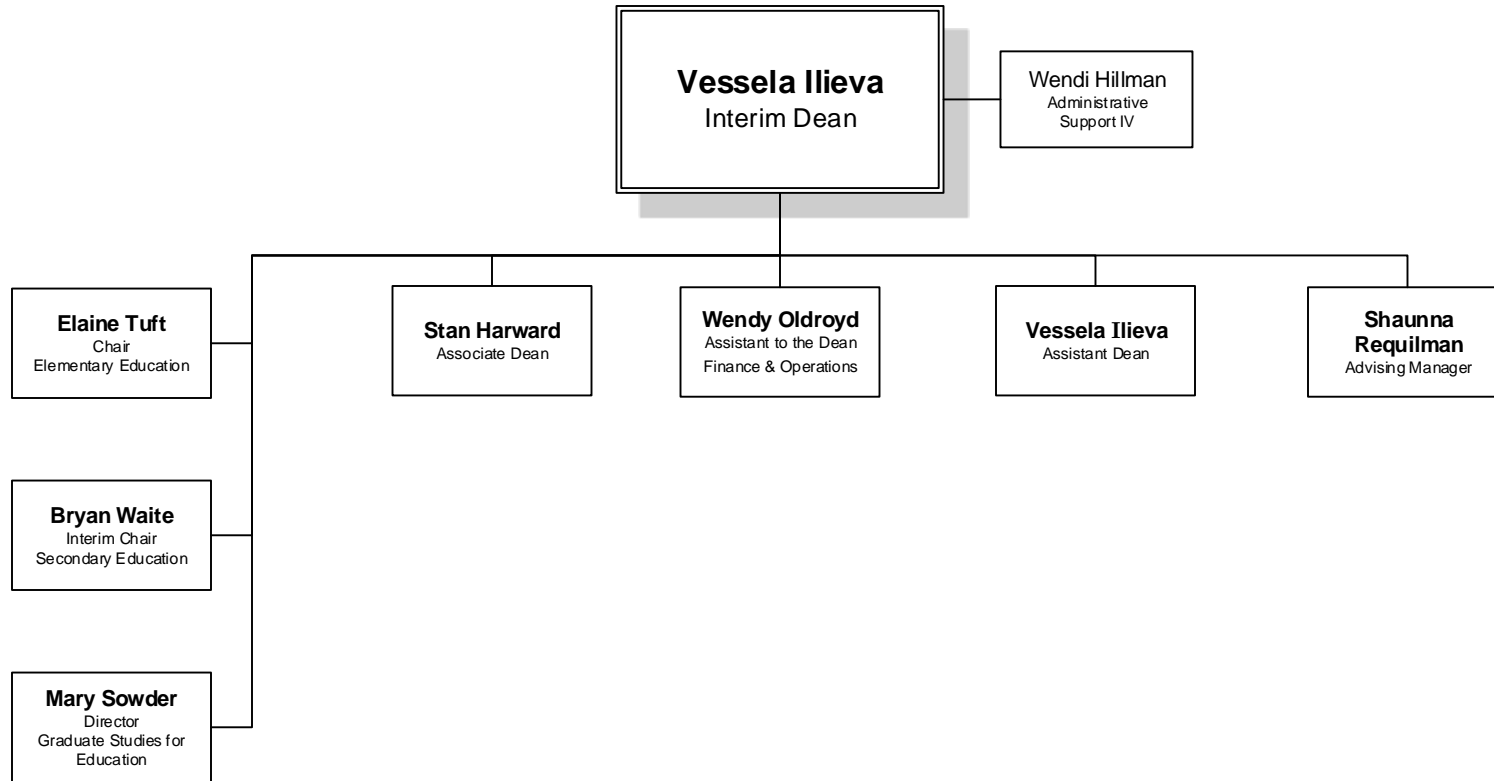 Vessela Ilieva
Interim Dean
Wendi Hillman
Administrative
Support IV
Elaine Tuft
Chair
Elementary Education
Stan Harward
Associate Dean
Wendy Oldroyd
Assistant to the Dean
Finance & Operations
Vessela Ilieva
Assistant Dean
Shaunna
Requilman
Advising Manager
Bryan Waite
Interim Chair
Secondary Education
Mary Sowder
Director
Graduate Studies for
Education